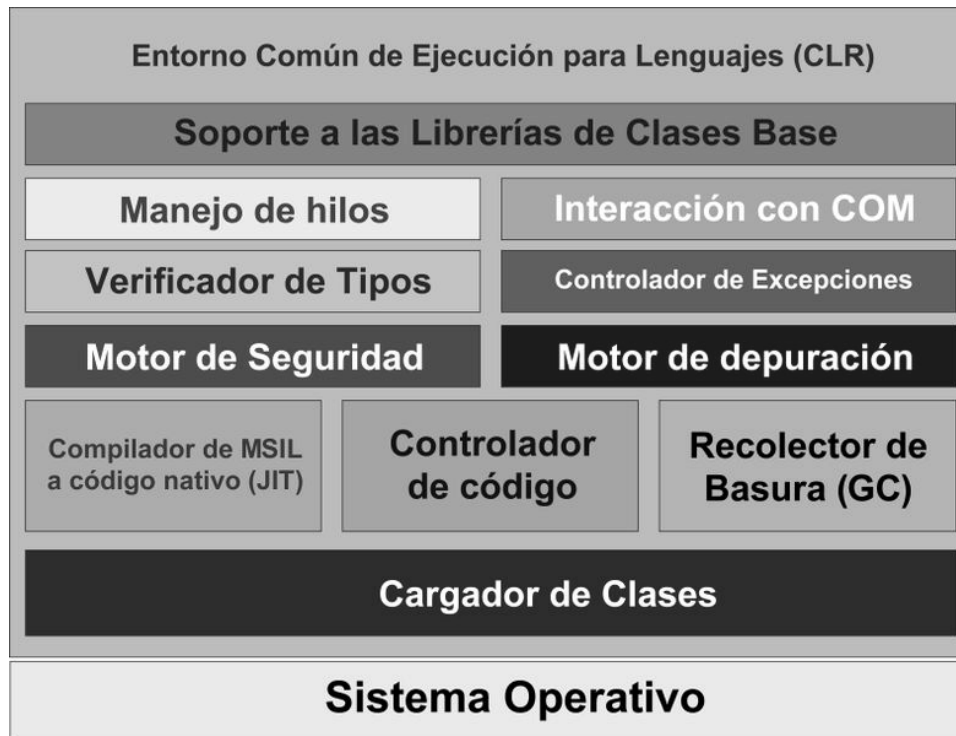 Entorno Común de Ejecución para Lenguajes (CLR)
Soporte a las Librerías de Clases Base
Manejo de hilos
Interacción con COM
Verificador de Tipos
Controlador de Excepciones
Motor de Seguridad
Motor de depuración
Compilador de MSIL
a código nativo (JIT)
Controlador
de código
Recolector de
Basura (GC)
Cargador de Clases
Sistema Operativo